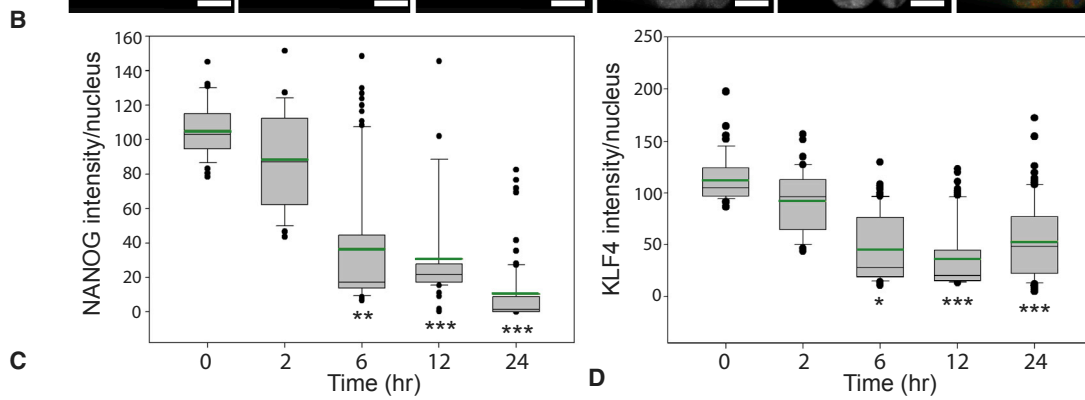 B
NANOG intensity/nucleus
160
140
120
100
80
60
40
20
0
** *** ***
0 2 6 12 24
Time (hr)
KLF4 intensity/nucleus
250
200
150
100
50
0
* *** ***
0 2 6 12 24
Time (hr)
C
D